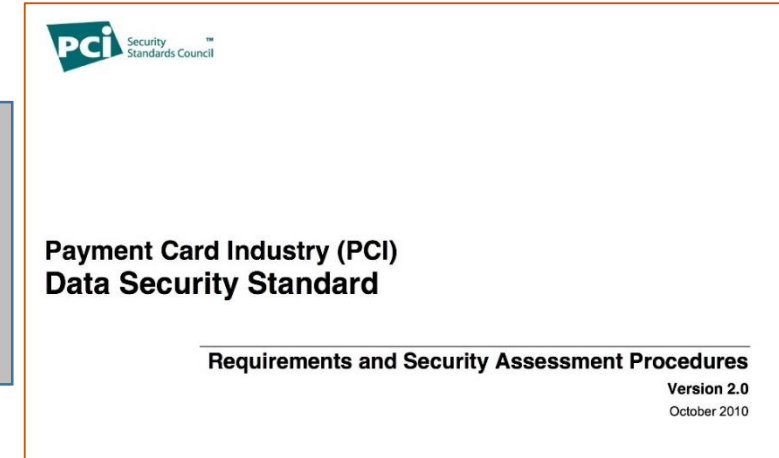 PCI Security ™
Standards Council
Payment Card Industry (PCI)
Data Security Standard
Requirements and Security Assessment Procedures
Version 2.0
October 2010